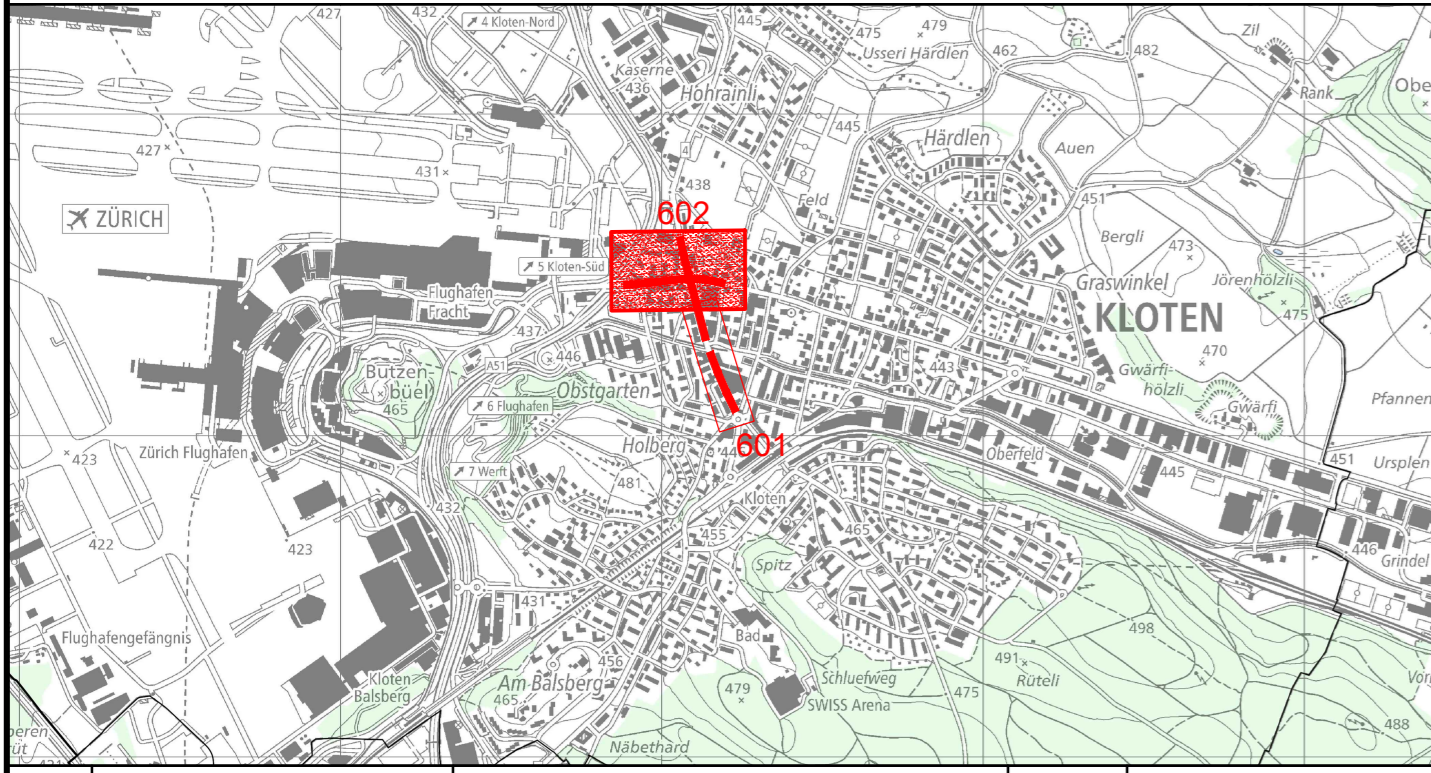 427
432
↗ 4 Kloten-Nord
445
475
479
Usseri Härdlen
462
482
Zil
Rank
Obe
Kaserne
436
Hohrainli
427
431
445
Härdlen
Auen
4
438
451
ZÜRICH
602
Feld
Bergli
473
↗ 5 Kloten-Süd
Graswinkel
Jörenhölzli
475
Flughafen
Fracht
KLOTEN
437
446
470
A51
443
Gwärfi-
hölzli
Butzen-
büel
465
Obstgarten
Pfannen
↗ 6 Flughafen
Gwärfi
Holberg
601
Zürich Flughafen
423
↗ 7 Werft
44
Oberfeld
451
Ursplen
445
481
Kloten
432
455
465
422
423
446
Grindel
Spitz
431
Flughafengefängnis
Bad
498
456
491
Rüteli
Kloten
Balsberg
Am Balsberg
465
Schluefweg
475
479
SWISS Arena
488
Näbethard